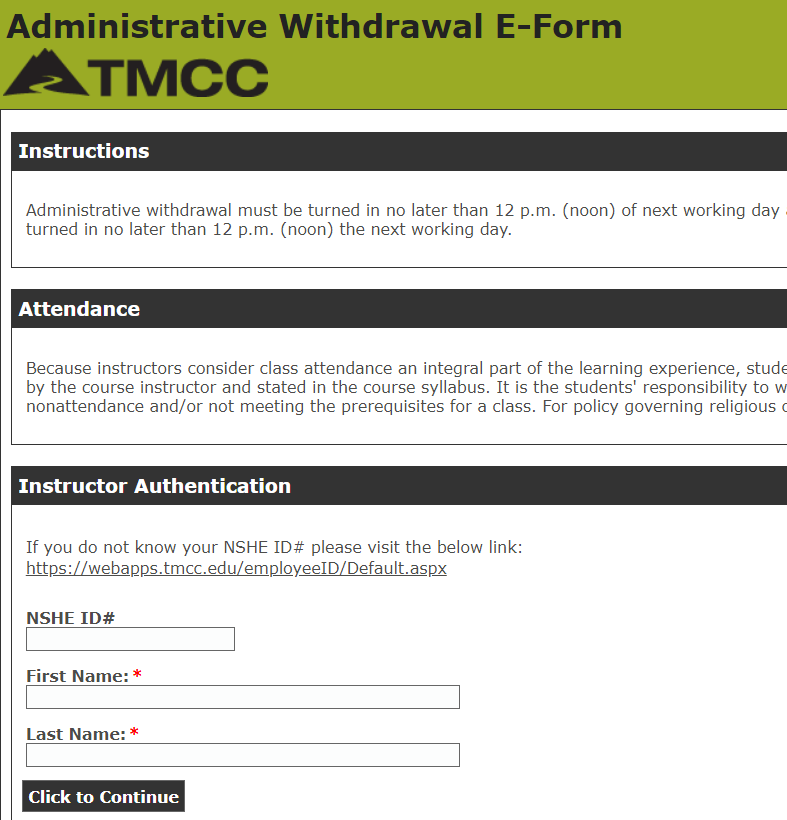 Administrative Withdrawal E-Form
TMCC
Instructions
Administrative withdrawal must be turned in no later than 12 p.m. (noon) of next working day
turned in no later than 12 p.m. (noon) the next working day.
Attendance
Because instructors consider class attendance an integral part of the learning experience,
by the course instructor and stated in the course syllabus. It is the students' responsibility to
nonattendance and/or not meeting the prerequisites for a class. For policy governing religious
Instructor Authentication
If you do not know your NSHE ID# please visit the below link:
https://webapps.tmcc.edu/employeeID/Default.aspx
NSHE ID#
First Name: *
Last Name: *
Click to Continue